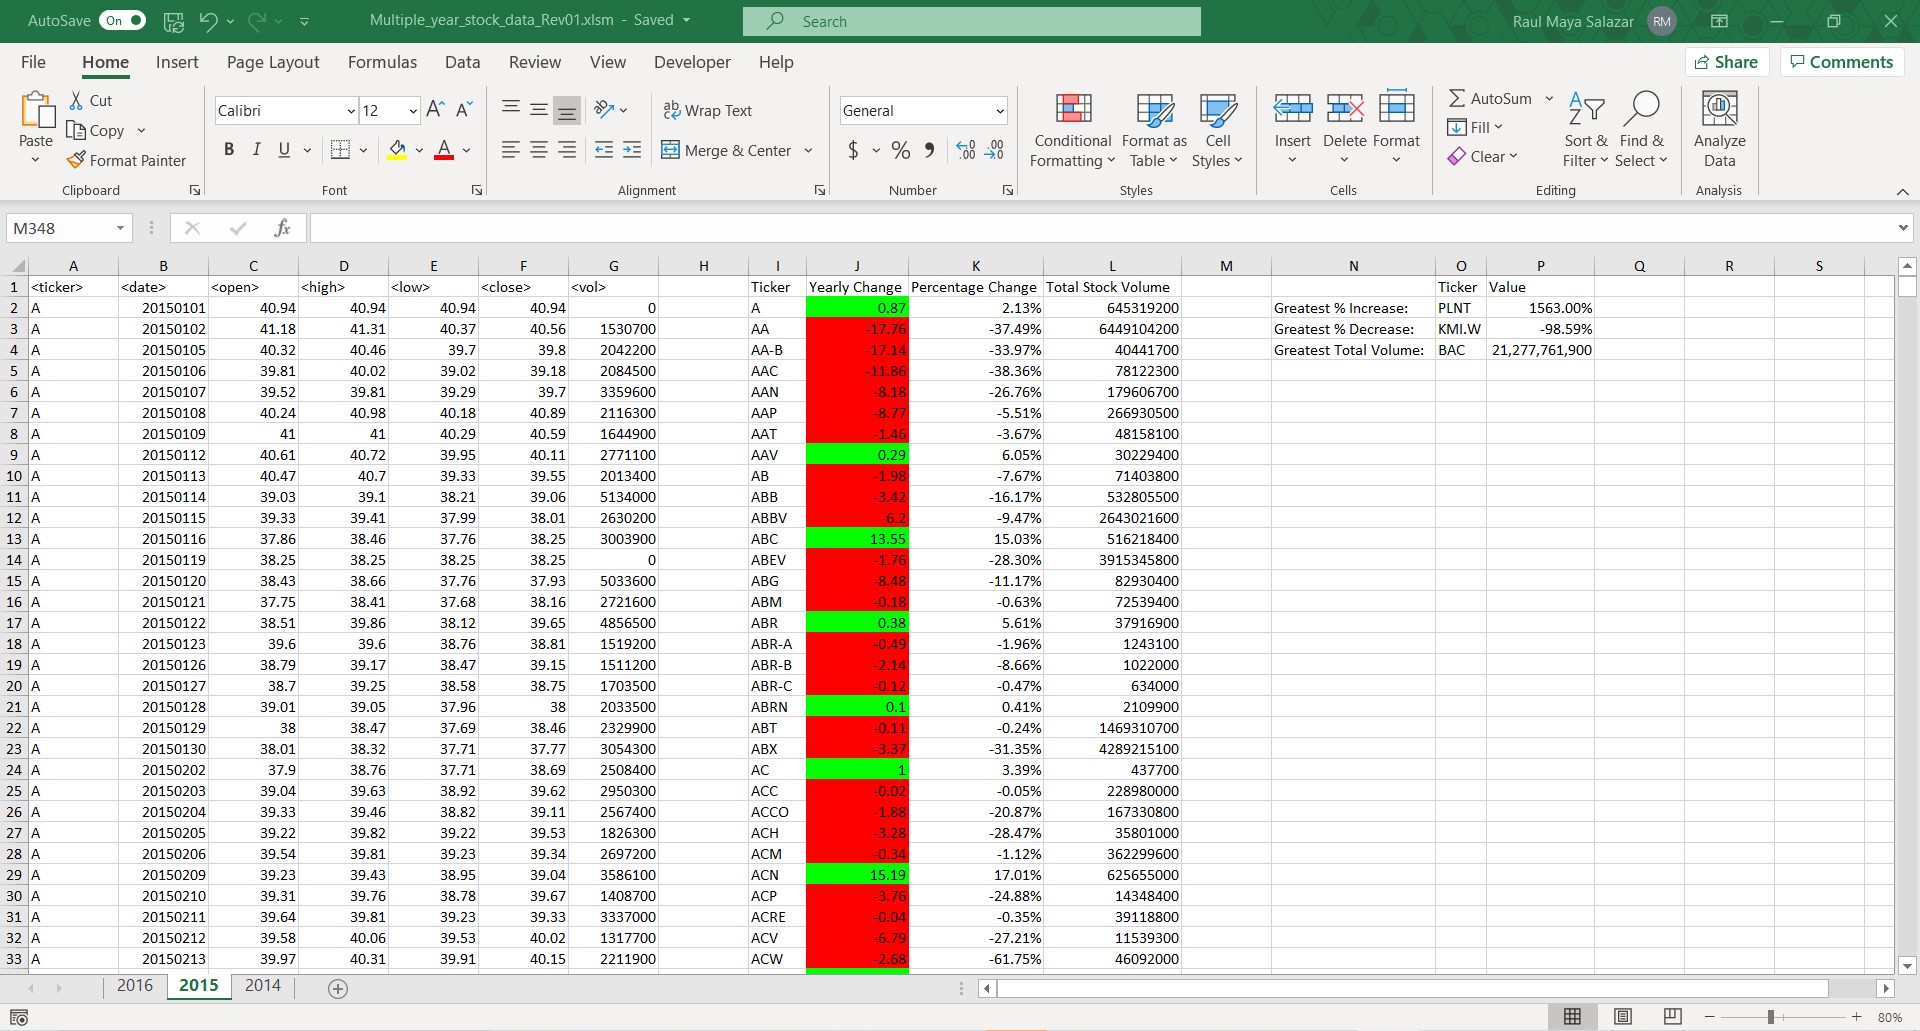 AutoSave On Multiple_year_stock_data_Rev01.xlsm - Saved Search Raul Maya Salazar RM
File Home Insert Page Layout Formulas Data Review View Developer Help Share Comments
Paste Cut Copy Format Painter Clipboard
Calibri 12 A A B I U A Font
ab Wrap Text Merge & Center Alignment
General $ % 9 .00 .00 Number
Conditional Formatting Format as Table Cell Styles Styles
Insert Delete Format Cells
AutoSum Fill Clear Sort & Filter Find & Select Editing
Analyze Data Analysis
M348 fx
A B C D E F G H I J K L M N O P Q R S
1 <ticker> <date> <open> <high> <low> <close> <vol> Ticker Yearly Change Percentage Change Total Stock Volume Ticker Value
2 A 20150101 40.94 40.94 40.94 40.94 0 A 0.87 2.13% 645319200 Greatest % Increase: PLNT 1563.00%
3 A 20150102 41.18 41.31 40.37 40.56 1530700 AA -17.76 -37.49% 6449104200 Greatest % Decrease: KMI.W -98.59%
4 A 20150105 40.32 40.46 39.7 39.8 2042200 AA-B -17.14 -33.97% 40441700 Greatest Total Volume: BAC 21,277,761,900
5 A 20150106 39.81 40.02 39.02 39.18 2084500 AAC -11.86 -38.36% 78122300
6 A 20150107 39.52 39.81 39.29 39.7 3359600 AAN -8.18 -26.76% 179606700
7 A 20150108 40.24 40.98 40.18 40.89 2116300 AAP -8.77 -5.51% 266930500
8 A 20150109 41 41 40.29 40.59 1644900 AAT -1.46 -3.67% 48158100
9 A 20150112 40.61 40.72 39.95 40.11 2771100 AAV 0.29 6.05% 30229400
10 A 20150113 40.47 40.7 39.33 39.55 2013400 AB -1.98 -7.67% 71403800
11 A 20150114 39.03 39.1 38.21 39.06 5134000 ABB -3.42 -16.17% 532805500
12 A 20150115 39.33 39.41 37.99 38.01 2630200 ABBV -6.2 -9.47% 2643021600
13 A 20150116 37.86 38.46 37.76 38.25 3003900 ABC 13.55 15.03% 516218400
14 A 20150119 38.25 38.25 38.25 38.25 0 ABEV -1.76 -28.30% 3915345800
15 A 20150120 38.43 38.66 37.76 37.93 5033600 ABG -8.48 -11.17% 82930400
16 A 20150121 37.75 38.41 37.68 38.16 2721600 ABM -0.18 -0.63% 72539400
17 A 20150122 38.51 39.86 38.12 39.65 4856500 ABR 0.38 5.61% 37916900
18 A 20150123 39.6 39.6 38.76 38.81 1519200 ABR-A -0.49 -1.96% 1243100
19 A 20150126 38.79 39.17 38.47 39.15 1511200 ABR-B -2.14 -8.66% 1022000
20 A 20150127 38.7 39.25 38.58 38.75 1703500 ABR-C -0.12 -0.47% 634000
21 A 20150128 39.01 39.05 37.96 38 2033500 ABRN 0.1 0.41% 2109900
22 A 20150129 38 38.47 37.69 38.46 2329900 ABT -0.11 -0.24% 1469310700
23 A 20150130 38.01 38.32 37.71 37.77 3054300 ABX -3.37 -31.35% 4289215100
24 A 20150202 37.9 38.76 37.71 38.69 2508400 AC 1 3.39% 437700
25 A 20150203 39.04 39.63 38.92 39.62 2950300 ACC -0.02 -0.05% 228980000
26 A 20150204 39.33 39.46 38.82 39.11 2567400 ACCO -1.88 -20.87% 167330800
27 A 20150205 39.22 39.82 39.22 39.53 1826300 ACH -3.28 -28.47% 35801000
28 A 20150206 39.54 39.81 39.23 39.34 2697200 ACM -0.34 -1.12% 362299600
29 A 20150209 39.23 39.43 38.95 39.04 3586100 ACN 15.19 17.01% 625655000
30 A 20150210 39.31 39.76 38.78 39.67 1408700 ACP -3.76 -24.88% 14348400
31 A 20150211 39.64 39.81 39.23 39.33 3337000 ACRE -0.04 -0.35% 39118800
32 A 20150212 39.58 40.06 39.53 40.02 1317700 ACV -6.79 -27.21% 11539300
33 A 20150213 39.97 40.31 39.91 40.15 2211900 ACW -2.68 -61.75% 46092000
2016 2015 2014
80%